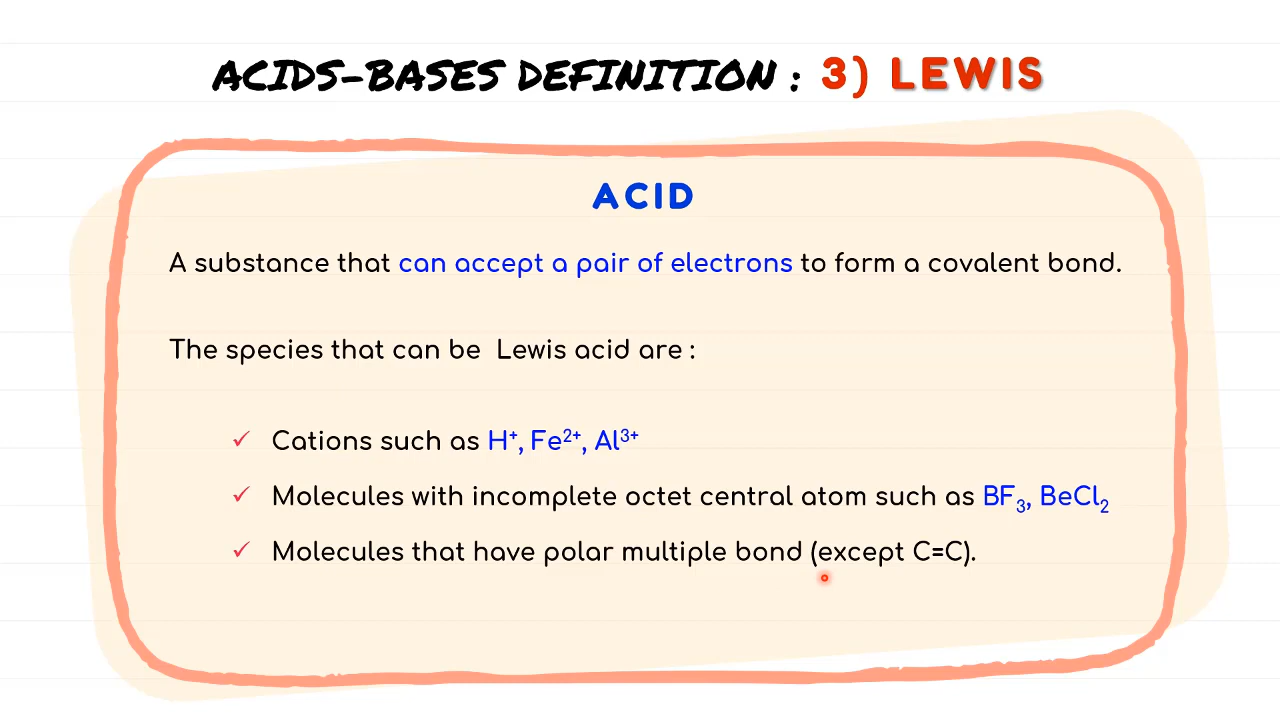 ACIDS-BASES DEFINITION : 3) LEWIS
ACID
A substance that can accept a pair of electrons to form a covalent bond.
The species that can be Lewis acid are :
✓ Cations such as H⁺, Fe²⁺, Al³⁺
✓ Molecules with incomplete octet central atom such as BF₃, BeCl₂
✓ Molecules that have polar multiple bond (except C=C).